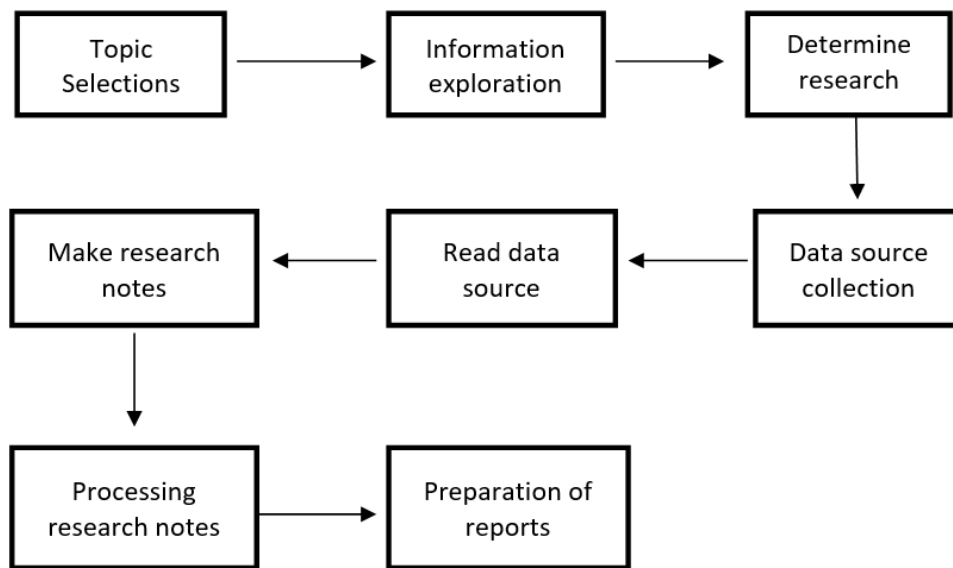 Topic
Selections
Information
exploration
Determine
research
Data source
collection
Read data
source
Make research
notes
Processing
research notes
Preparation of
reports